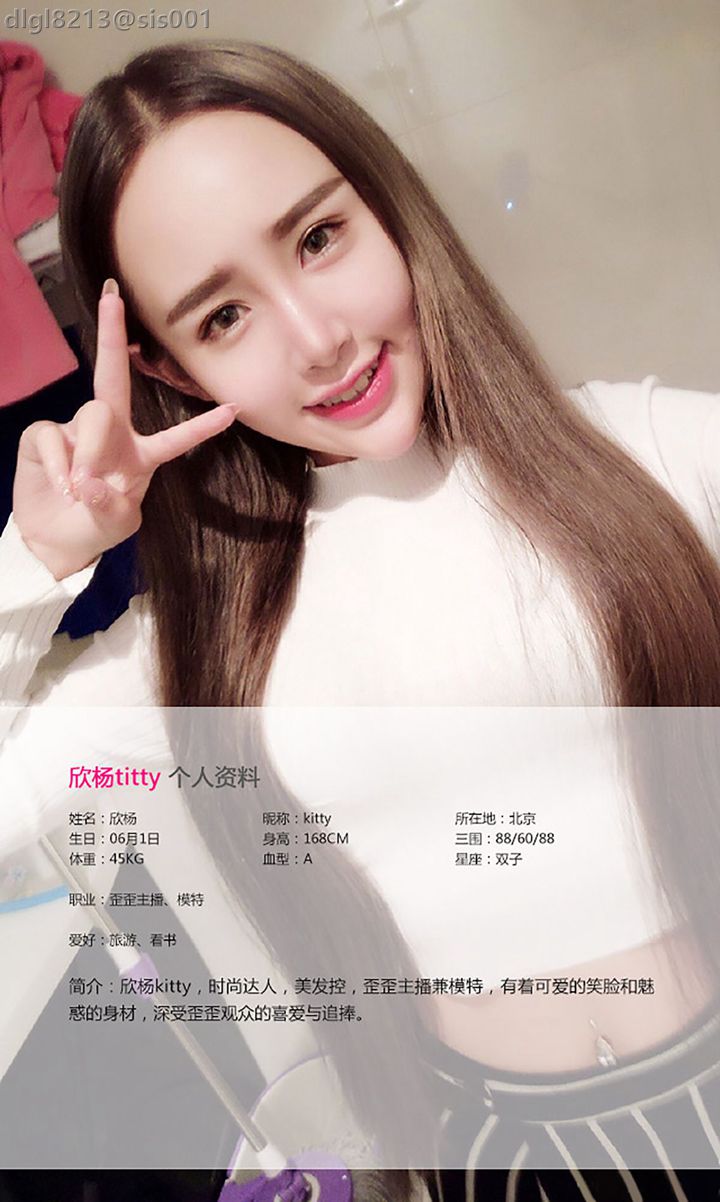 dlgl8213@sis001
欣杨titty 个人资料
姓名：欣杨 昵称：kitty 所在地：北京
生日：06月1日 身高：168CM 三围：88/60/88
体重：45KG 血型：A 星座：双子
职业：歪歪主播、模特
爱好：旅游、看书
简介：欣杨kitty，时尚达人，美发控，歪歪主播兼模特，有着可爱的笑脸和魅
惑的身材，深受歪歪观众的喜爱与追捧。